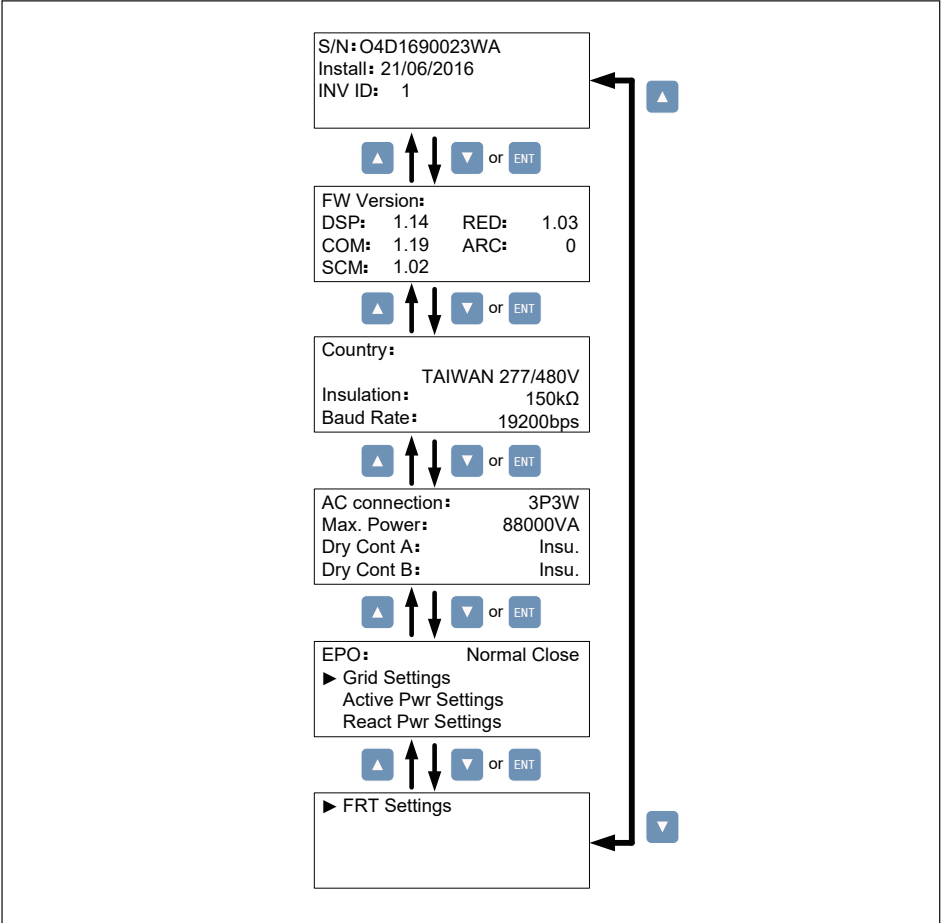 S/N: O4D1690023WA
Install: 21/06/2016
INV ID: 1
▲
▲ ▼ or ENT
FW Version:
DSP: 1.14 RED: 1.03
COM: 1.19 ARC: 0
SCM: 1.02
▲ ▼ or ENT
Country:
TAIWAN 277/480V
Insulation: 150kΩ
Baud Rate: 19200bps
▲ ▼ or ENT
AC connection: 3P3W
Max. Power: 88000VA
Dry Cont A: Insu.
Dry Cont B: Insu.
▲ ▼ or ENT
EPO: Normal Close
► Grid Settings
Active Pwr Settings
React Pwr Settings
▲ ▼ or ENT
► FRT Settings
▼